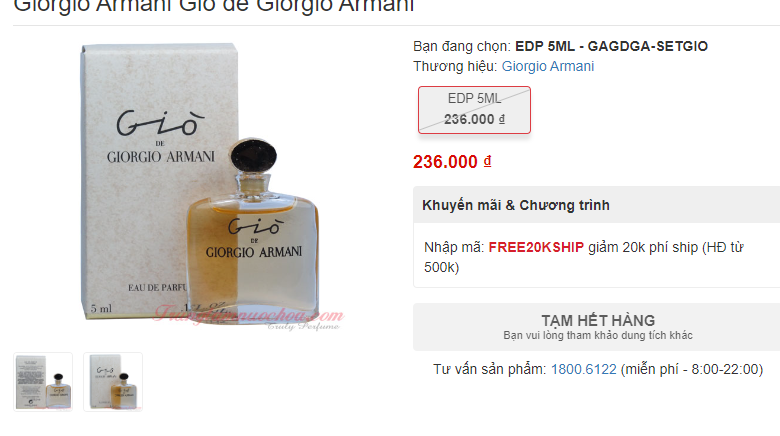 Giorgio Armani Giò de Giorgio Armani
Giò
DE
GIORGIO ARMANI
EAU DE PARFU
5 ml
Giò
DE
GIORGIO ARMANI
Truly Perfume
Bạn đang chọn: EDP 5ML - GAGDGA-SETGIO
Thương hiệu: Giorgio Armani
EDP 5ML
236.000 ₫
236.000 ₫
Khuyến mãi & Chương trình
Nhập mã: FREE20KSHIP giảm 20k phí ship (HĐ từ
500k)
TẠM HẾT HÀNG
Bạn vui lòng tham khảo dung tích khác
Tư vấn sản phẩm: 1800.6122 (miễn phí - 8:00-22:00)